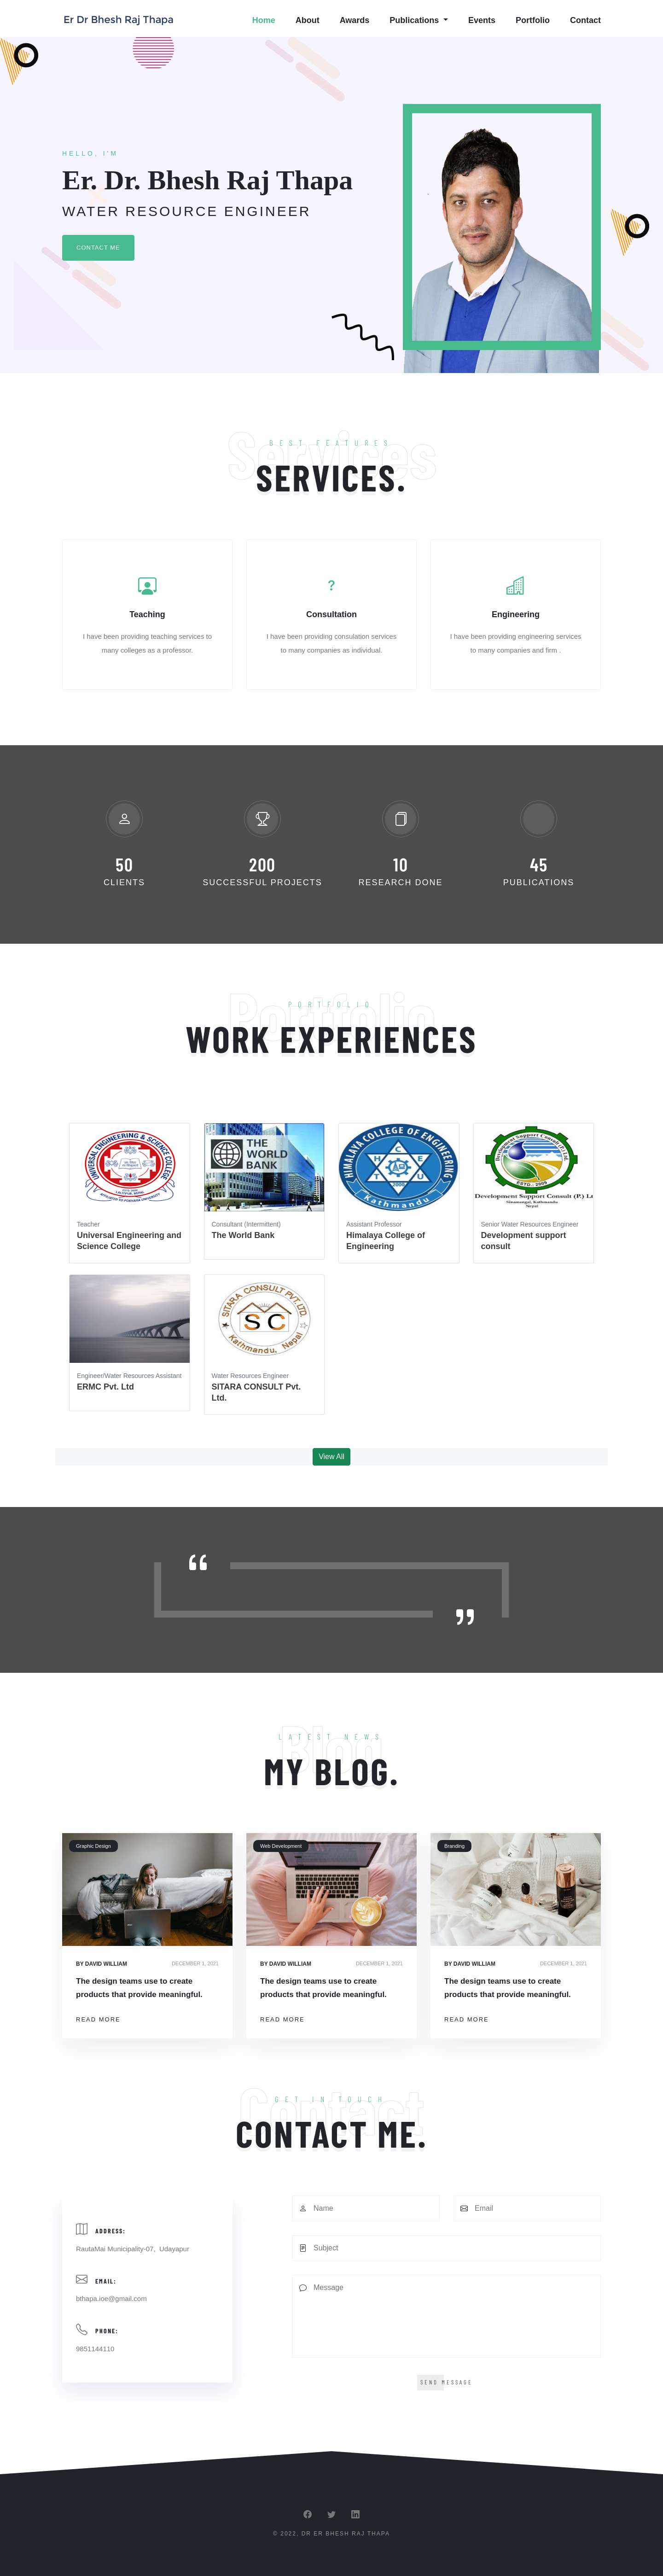 Er Dr Bhesh Raj Thapa
Home About Awards Publications Events Portfolio Contact
HELLO, I'M
Er. Dr. Bhesh Raj Thapa
WATER RESOURCE ENGINEER
CONTACT ME
Services
BEST FEATURES
SERVICES.
Teaching
I have been providing teaching services to
many colleges as a professor.
Consultation
I have been providing consulation services
to many companies as individual.
Engineering
I have been providing engineering services
to many companies and firm .
50
CLIENTS
200
SUCCESSFUL PROJECTS
10
RESEARCH DONE
45
PUBLICATIONS
Portfolio
PORTFOLIO
WORK EXPERIENCES
UNIVERSAL ENGINEERING & SCIENCE COLLEGE
Teacher
Universal Engineering and
Science College
THE
WORLD
BANK
Consultant (Intermittent)
The World Bank
HIMALAYA COLLEGE OF ENGINEERING
Kathmandu
Assistant Professor
Himalaya College of
Engineering
Development Support Consult (P.) Lt
Kathmandu
Nepal
Senior Water Resources Engineer
Development support
consult
Engineer/Water Resources Assistant
ERMC Pvt. Ltd
SITARA CONSULT PVT. LTD.
S C
Kathmandu, Nepal
Water Resources Engineer
SITARA CONSULT Pvt.
Ltd.
View All
Blog
LATEST NEWS
MY BLOG.
Graphic Design
BY DAVID WILLIAM DECEMBER 1, 2021
The design teams use to create
products that provide meaningful.
READ MORE
Web Development
BY DAVID WILLIAM DECEMBER 1, 2021
The design teams use to create
products that provide meaningful.
READ MORE
Branding
BY DAVID WILLIAM DECEMBER 1, 2021
The design teams use to create
products that provide meaningful.
READ MORE
Contact
GET IN TOUCH
CONTACT ME.
ADDRESS:
RautaMai Municipality-07, Udayapur
EMAIL:
bthapa.ioe@gmail.com
PHONE:
9851144110
Name
Email
Subject
Message
SEND MESSAGE
© 2022, DR ER BHESH RAJ THAPA